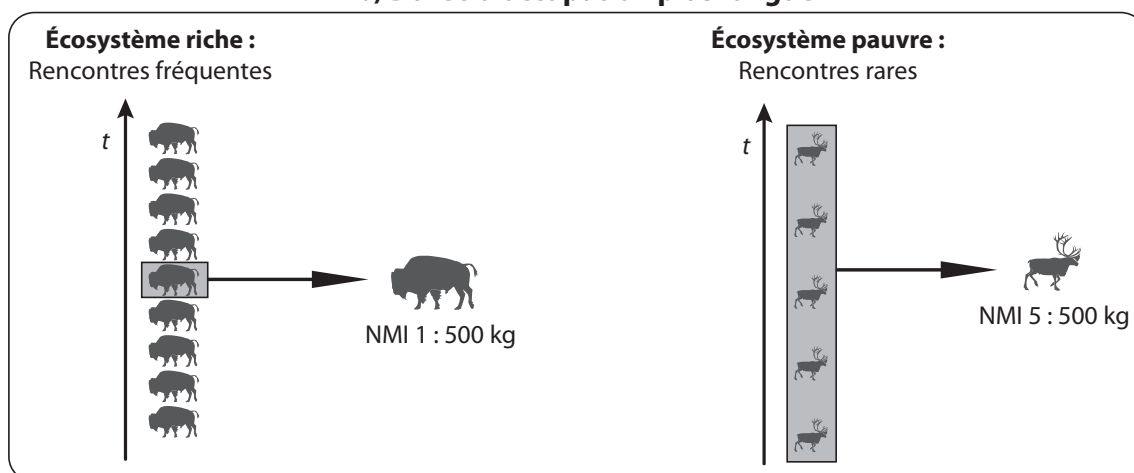 Écosystème riche :
Rencontres fréquentes
t
NMI 1 : 500 kg
Écosystème pauvre :
Rencontres rares
t
NMI 5 : 500 kg